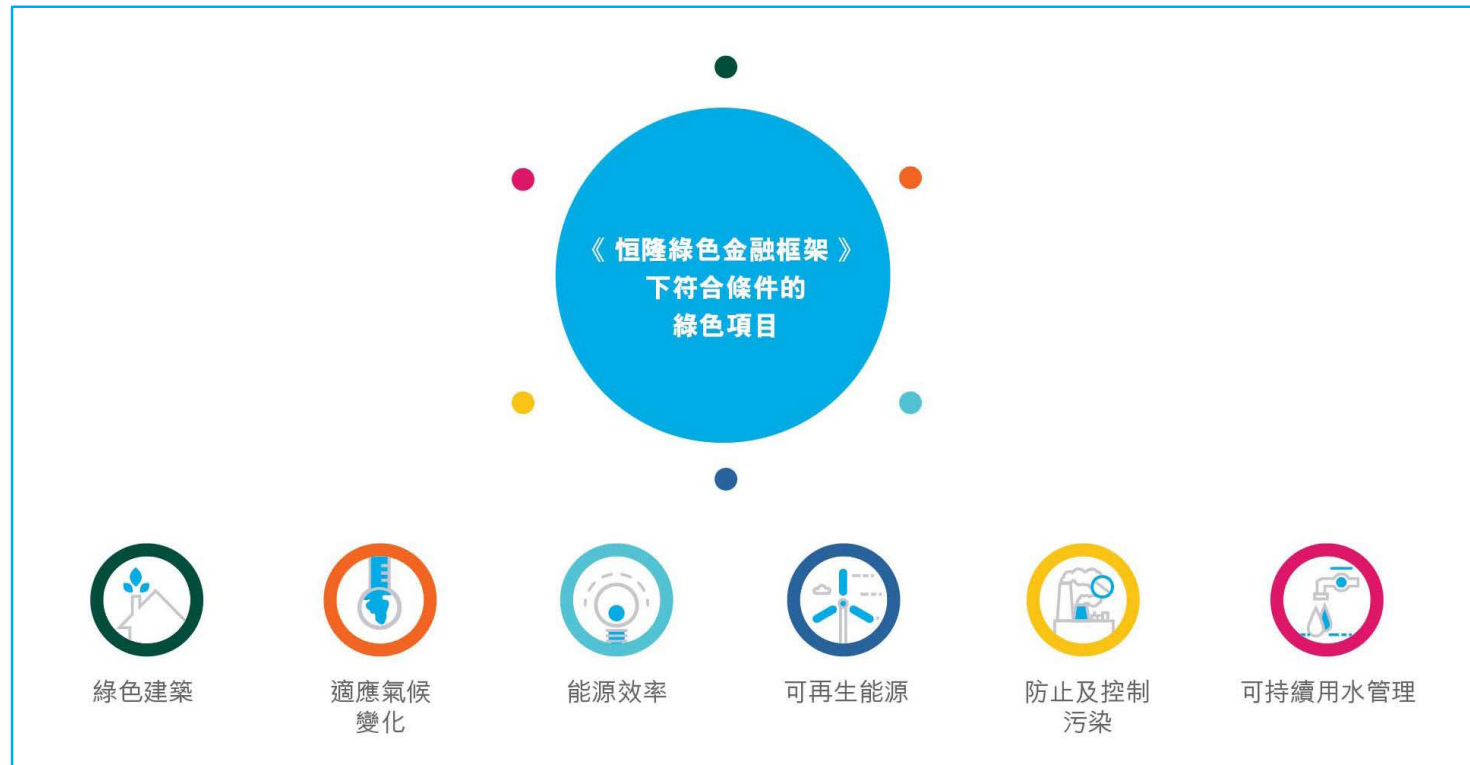 《 恒隆綠色金融框架 》
下符合條件的
綠色項目
綠色建築
適應氣候
變化
能源效率
可再生能源
防止及控制
污染
可持續用水管理